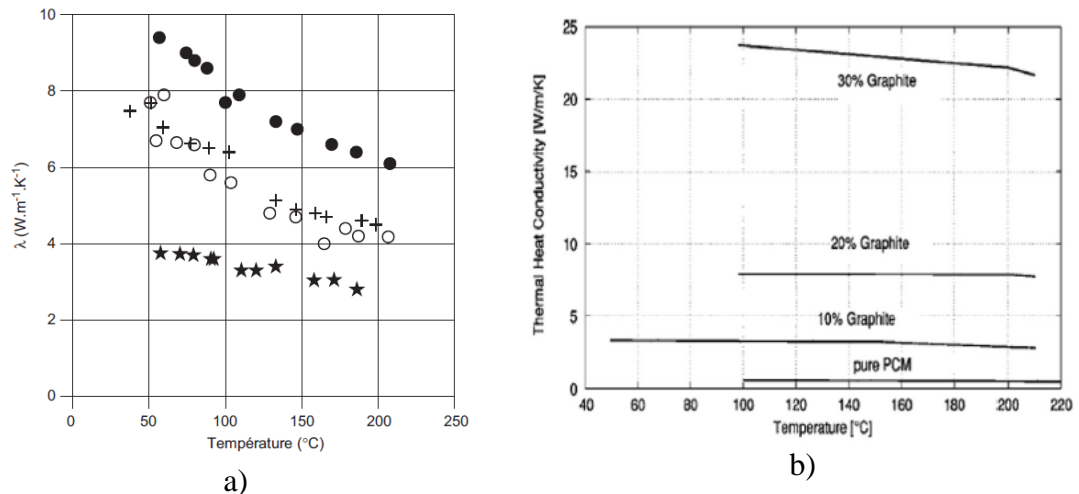 10
8
6
4
2
0
λ (W.m-1.K-1)
0 50 100 150 200 250
Température (°C)
a)
25
20
15
10
5
0
Thermal Heat Conductivity [W/m/K]
30% Graphite
20% Graphite
10% Graphite
pure PCM
40 60 80 100 120 140 160 180 200 220
Temperature [°C]
b)